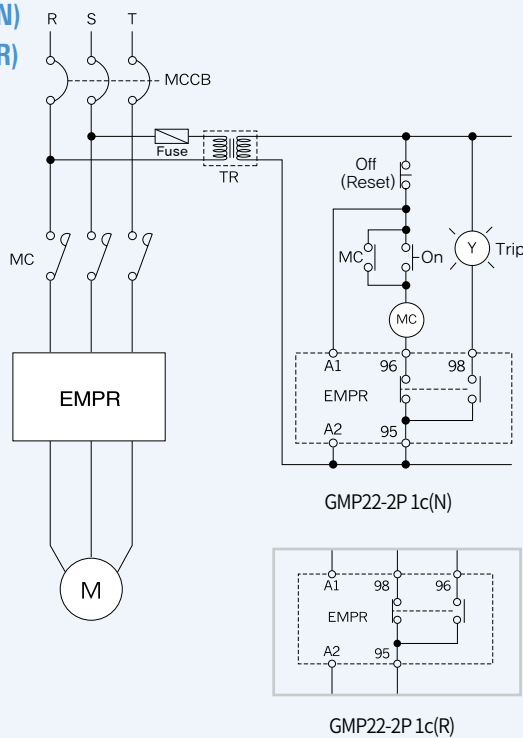 N)
R)
R S T
MCCB
Fuse
TR
Off
(Reset)
MC
MC
On
Y
Trip
MC
A1 96 98
EMPR
EMPR
A2 95
GMP22-2P 1c(N)
M
A1 98 96
EMPR
A2 95
GMP22-2P 1c(R)